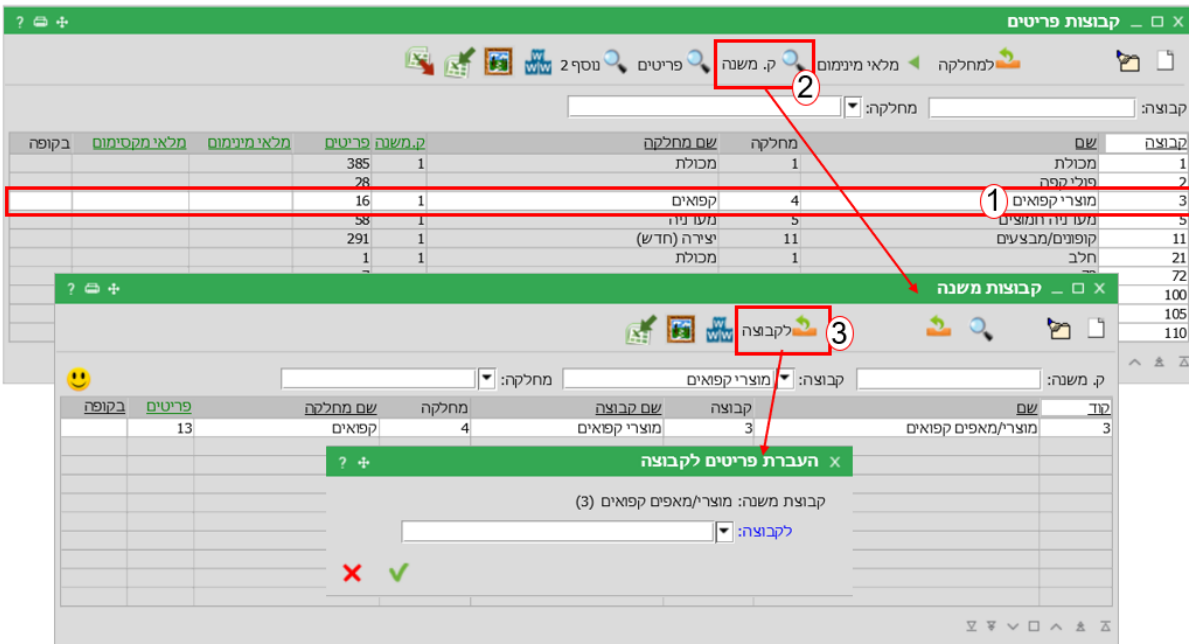 קבוצות פריטים
למחלקה מלאי מינימום ק. משנה פריטים נוסף 2
2
קבוצה: מחלקה:
קבוצה שם מחלקה שם מחלקה ק.משנה פריטים מלאי מינימום מלאי מקסימום בקופה
1 מכולת 1 מכולת 1 385
2 פולי קפה 28
3 מוצרי קפואים 1 4 קפואים 1 16
5 מעדניה חמוצים 5 מעדניה 1 58
11 קופונים/מבצעים 11 יצירה (חדש) 1 291
21 חלב 1 מכולת 1 1
72
100
105
110
קבוצות משנה
לקבוצה 3
ק. משנה: קבוצה: מוצרי קפואים מחלקה:
קוד שם קבוצה שם קבוצה מחלקה שם מחלקה פריטים בקופה
3 מוצרי/מאפים קפואים 3 מוצרי קפואים 4 קפואים 13
העברת פריטים לקבוצה
קבוצת משנה: מוצרי/מאפים קפואים (3)
לקבוצה: